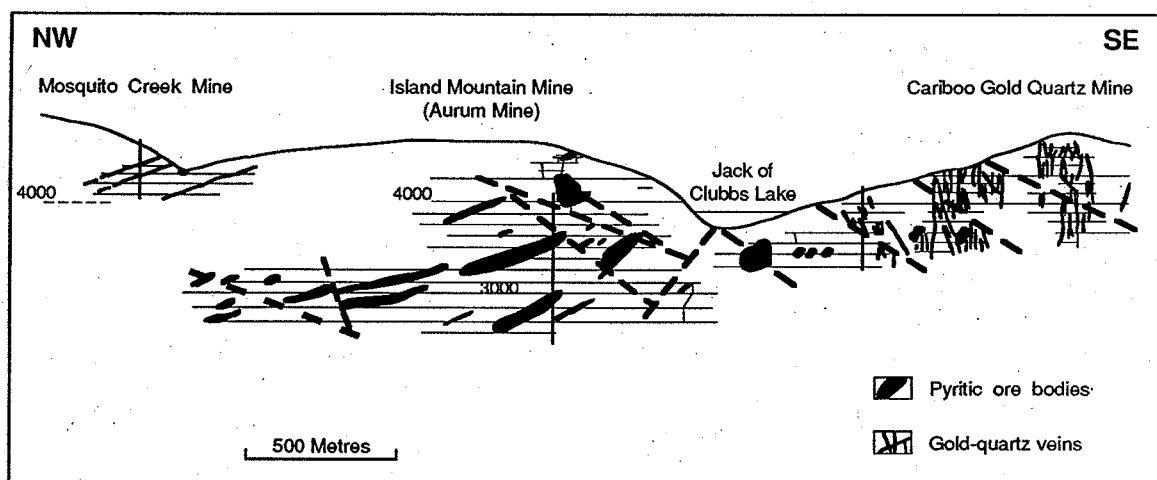 NW
SE
Mosquito Creek Mine
Island Mountain Mine
(Aurum Mine)
Cariboo Gold Quartz Mine
Jack of
Clubbs Lake
4000
4000
3000
Pyritic ore bodies
Gold-quartz veins
500 Metres